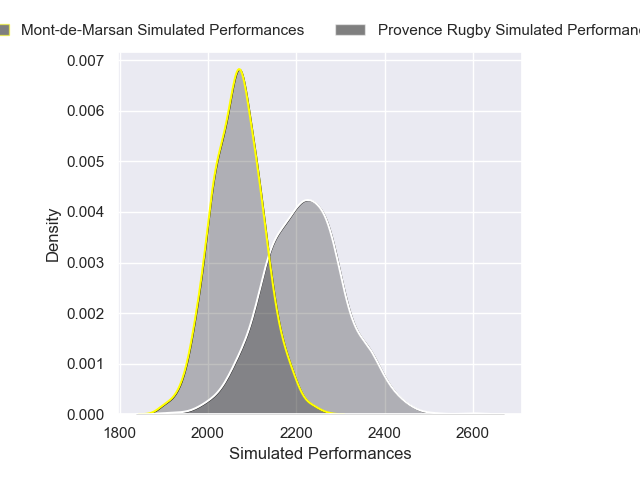 Mont-de-Marsan Simulated Performances Provence Rugby Simulated
0.007
0.006
0.005
0.004
0.003
0.002
0.001
0.000
Density
1800 2000 2200 2400 2600
Simulated Performances